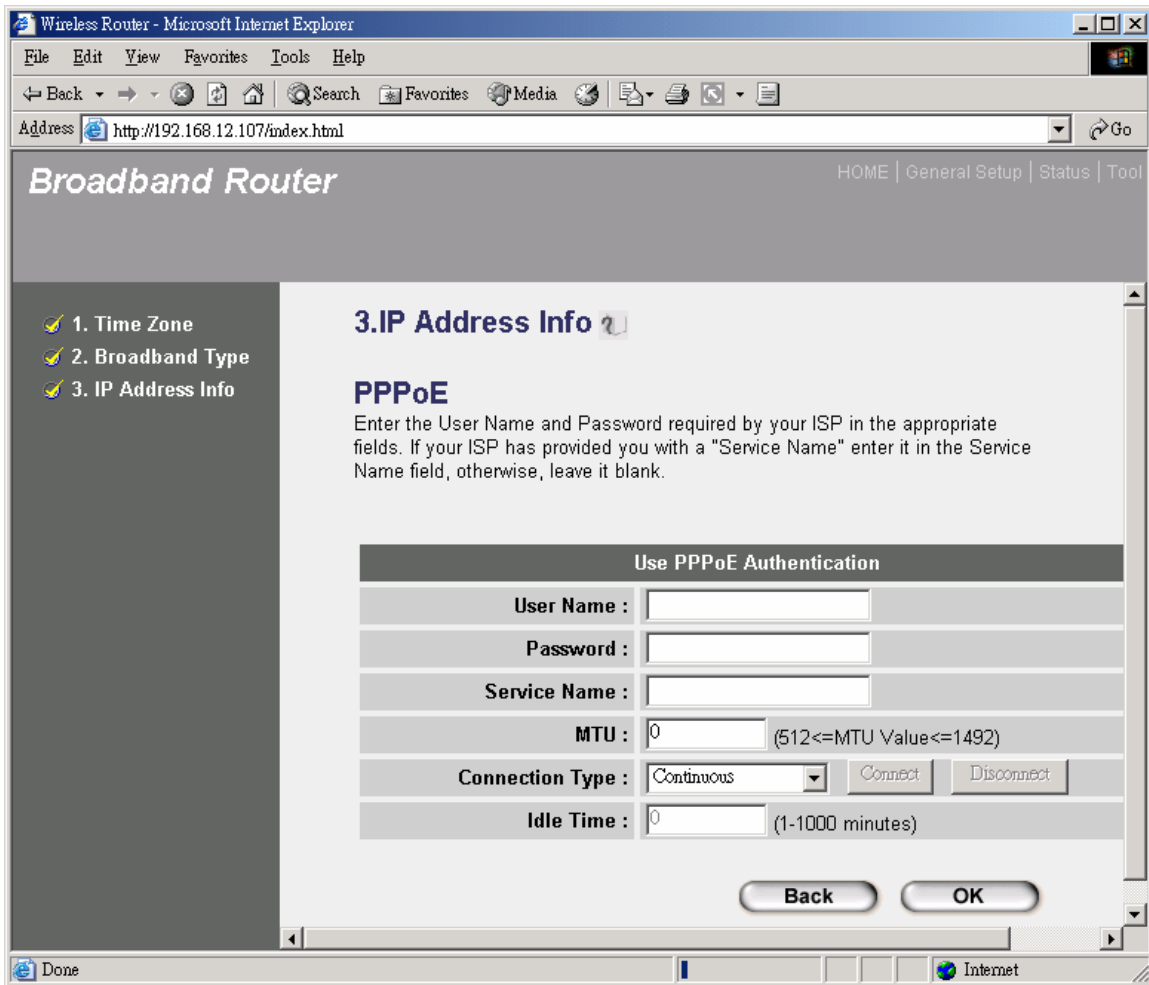 Wireless Router - Microsoft Internet Explorer
File Edit View Favorites Tools Help
Back Search Favorites Media
Address http://192.168.12.107/index.html Go
Broadband Router
HOME | General Setup | Status | Tool
1. Time Zone
2. Broadband Type
3. IP Address Info
3.IP Address Info
PPPoE
Enter the User Name and Password required by your ISP in the appropriate
fields. If your ISP has provided you with a "Service Name" enter it in the Service
Name field, otherwise, leave it blank.
Use PPPoE Authentication
User Name :
Password :
Service Name :
MTU : 0 (512<=MTU Value<=1492)
Connection Type : Continuous Connect Disconnect
Idle Time : 0 (1-1000 minutes)
Back OK
Done Internet